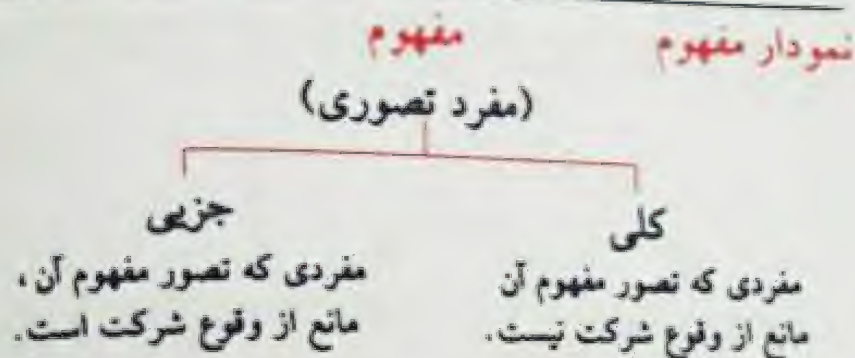 نمودار مفهوم
مفهوم
(مفرد تصوری)
کلی
مفردی که تصور مفهوم آن
مانع از وقوع شرکت نیست.
جزیی
مفردی که تصور مفهوم آن ،
مانع از وقوع شرکت است.